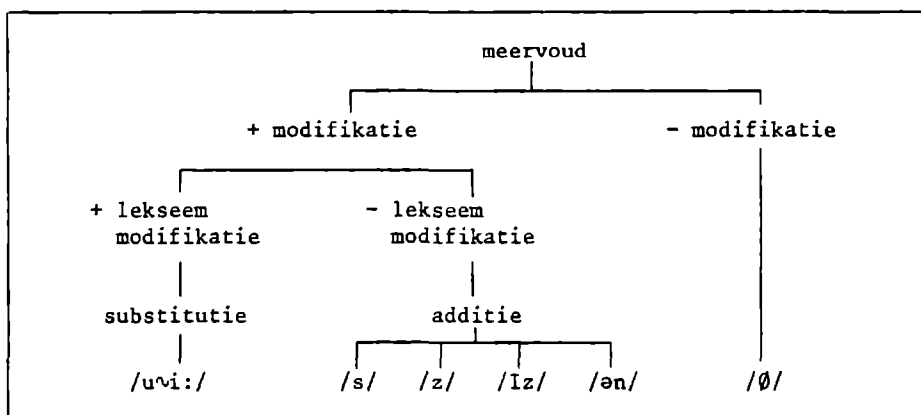 meervoud
+ modifikatie - modifikatie
+ lekseem - lekseem
modifikatie modifikatie
substitutie additie
/u~i:/ /s/ /z/ /Iz/ /ən/ /Ø/